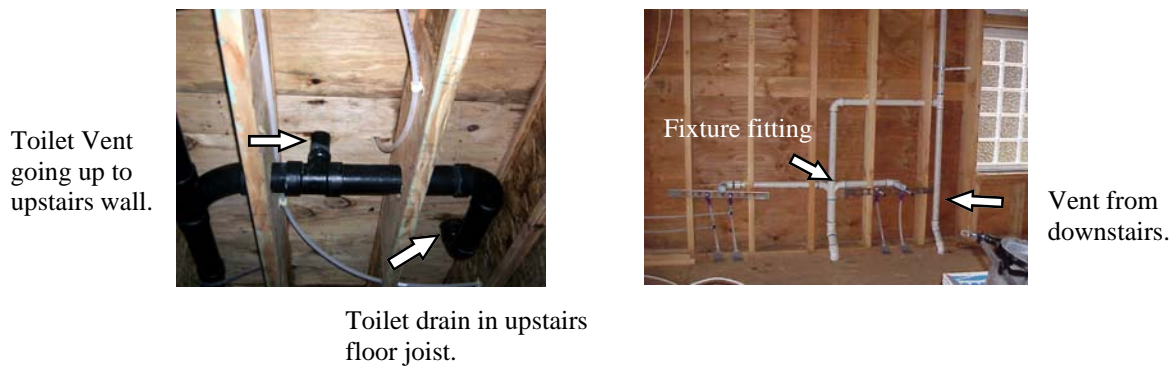 Toilet Vent
going up to
upstairs wall.
Toilet drain in upstairs
floor joist.
Fixture fitting
Vent from
downstairs.